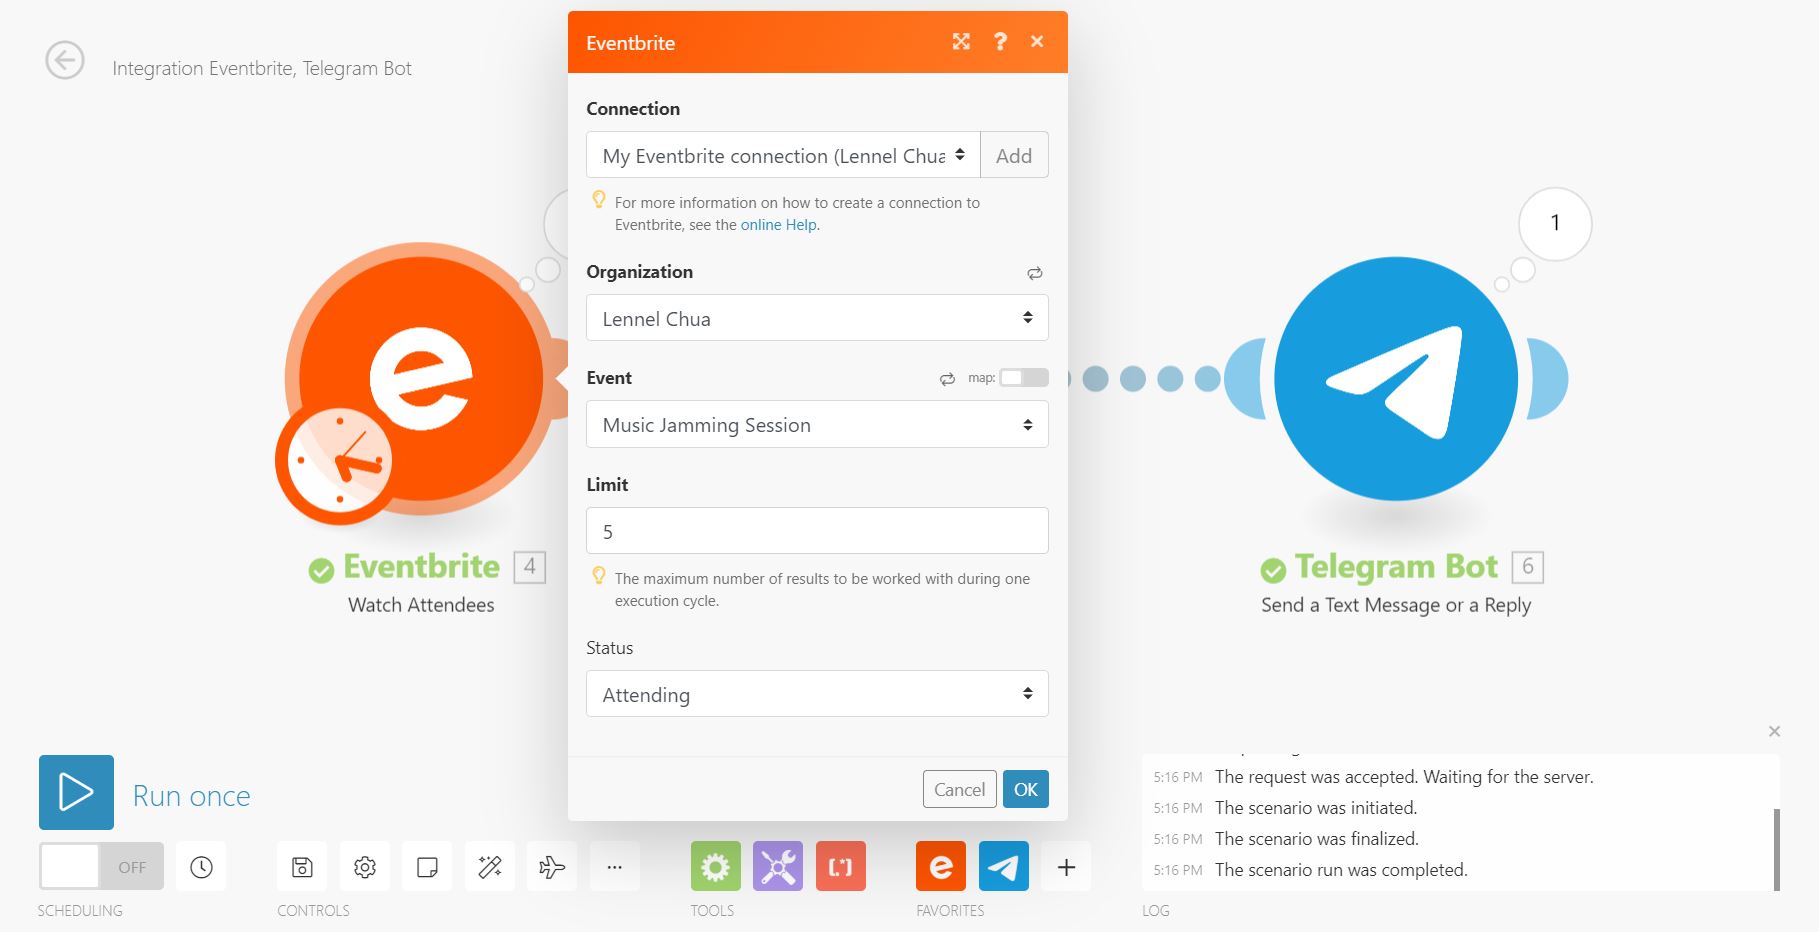 Integration Eventbrite, Telegram Bot
Eventbrite
Connection
My Eventbrite connection (Lennel Chua
Add
For more information on how to create a connection to
Eventbrite, see the online Help.
Organization
Lennel Chua
Event
map:
Music Jamming Session
Limit
5
The maximum number of results to be worked with during one
execution cycle.
Status
Attending
Cancel
OK
Eventbrite 4
Watch Attendees
1
Telegram Bot 6
Send a Text Message or a Reply
Run once
OFF
SCHEDULING
CONTROLS
TOOLS
FAVORITES
5:16 PM The request was accepted. Waiting for the server.
5:16 PM The scenario was initiated.
5:16 PM The scenario was finalized.
5:16 PM The scenario run was completed.
LOG